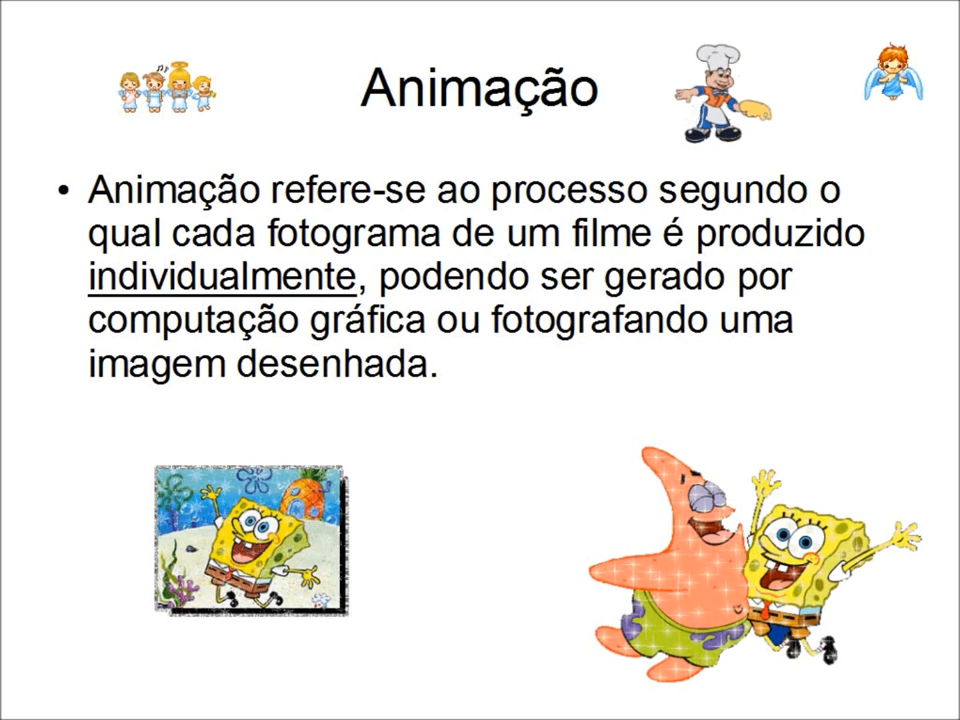 Animação
• Animação refere-se ao processo segundo o
qual cada fotograma de um filme é produzido
individualmente, podendo ser gerado por
computação gráfica ou fotografando uma
imagem desenhada.